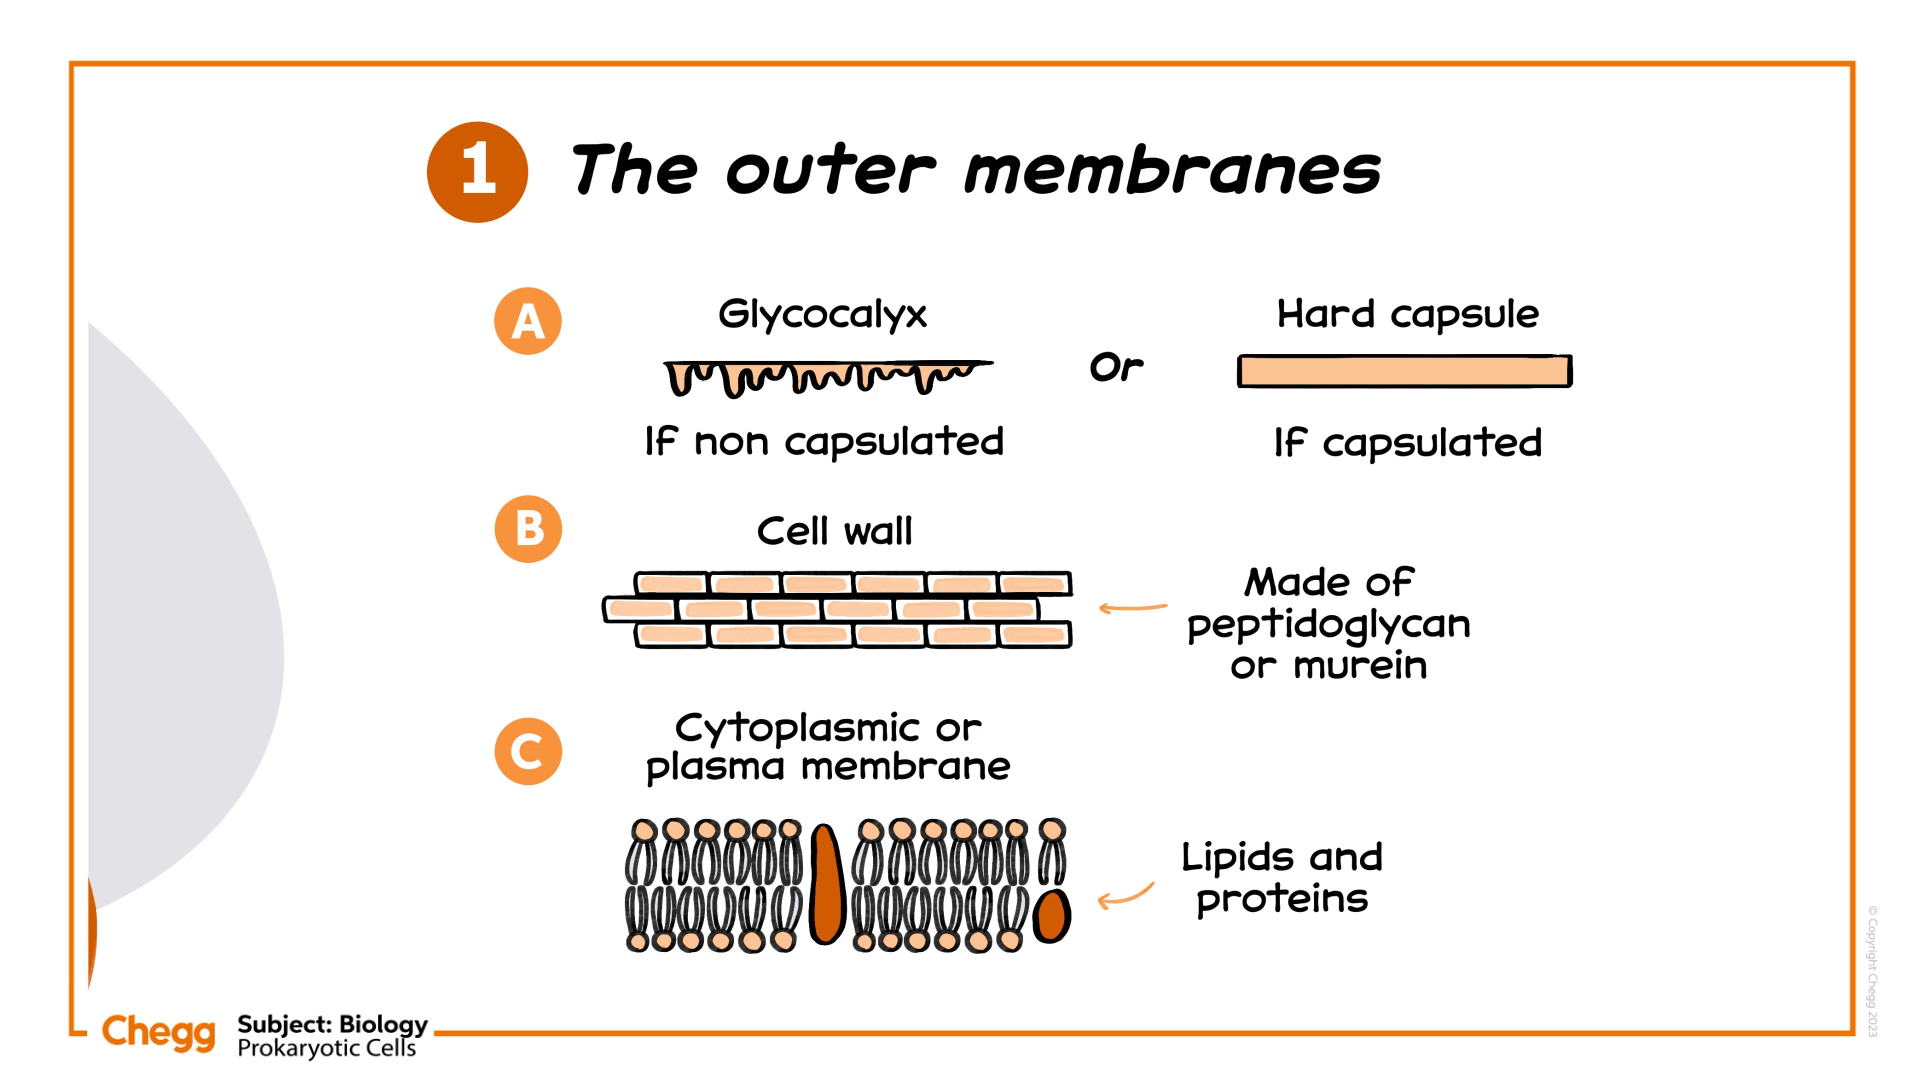 1 The outer membranes
A
Glycocalyx
If non capsulated
Or
Hard capsule
If capsulated
B
Cell wall
Made of
peptidoglycan
or murein
C
Cytoplasmic or
plasma membrane
Lipids and
proteins
Chegg
Subject: Biology
Prokaryotic Cells
© Copyright Chegg 2023